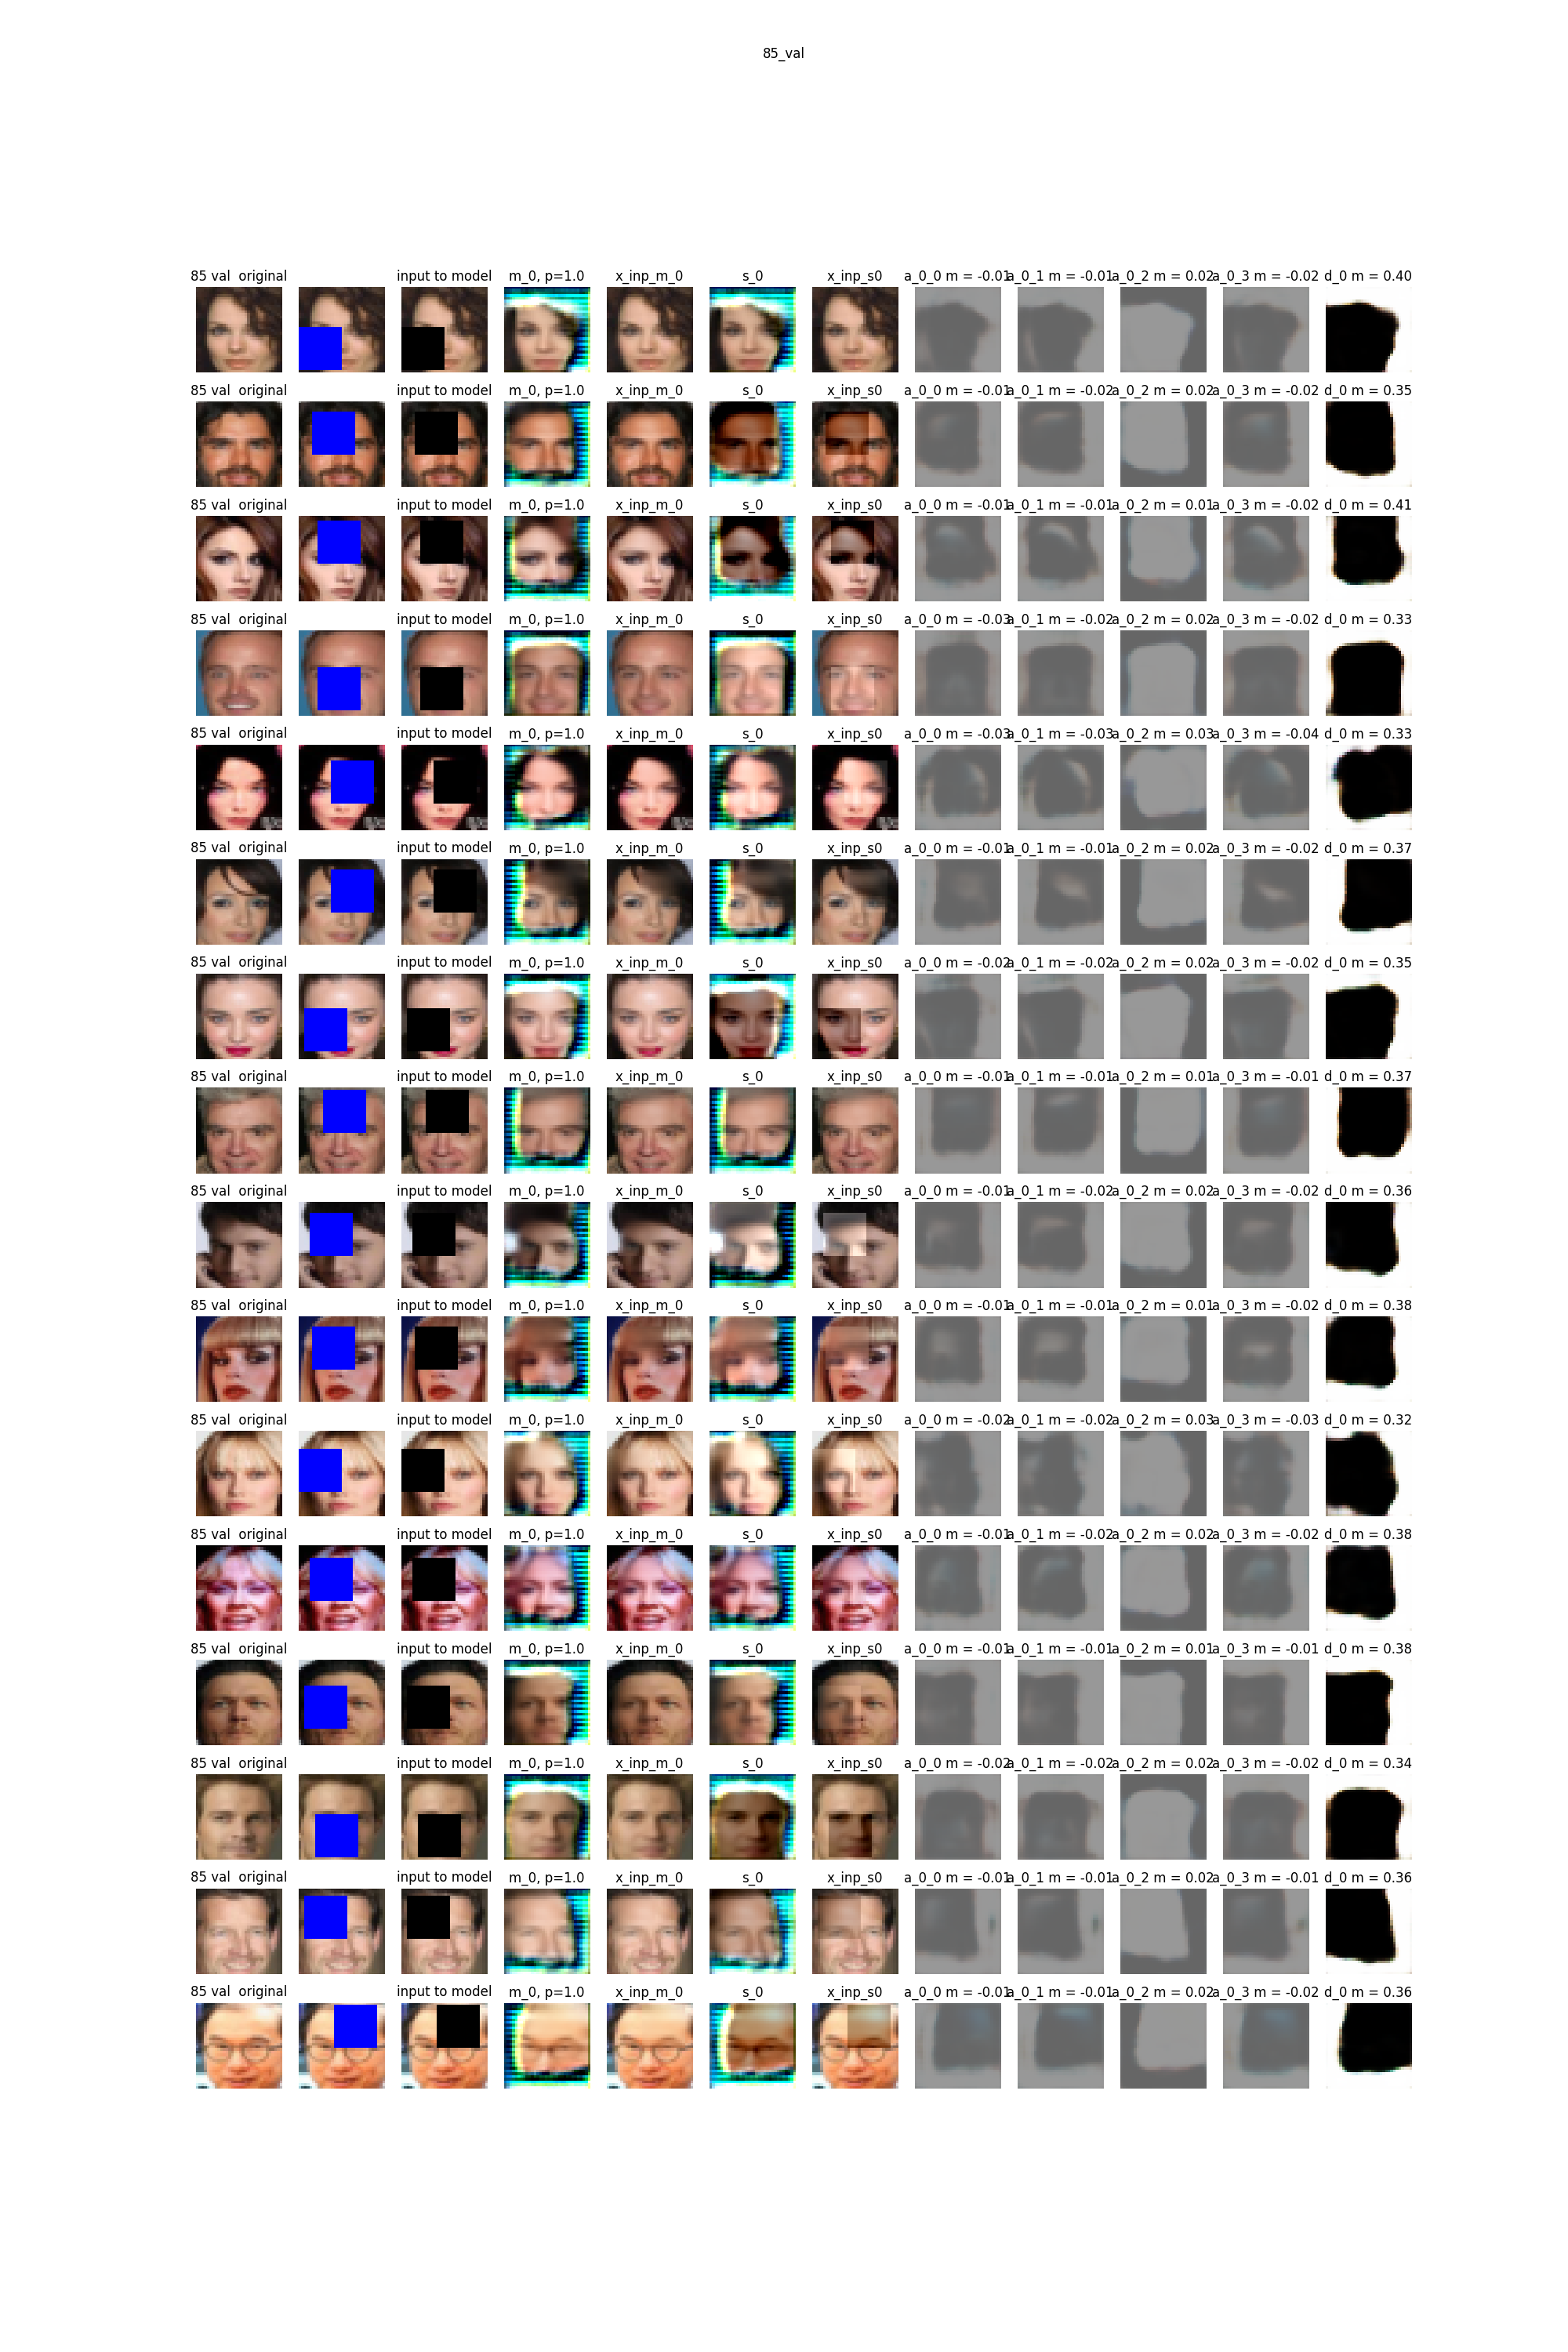 85_val
85 val original input to model m_0, p=1.0 x_inp_m_0 s_0 x_inp_s0 a_0_0 m = -0.01 a_0_1 m = -0.01 a_0_2 m = 0.02 a_0_3 m = -0.02 d_0 m = 0.40
85 val original input to model m_0, p=1.0 x_inp_m_0 s_0 x_inp_s0 a_0_0 m = -0.01 a_0_1 m = -0.02 a_0_2 m = 0.02 a_0_3 m = -0.02 d_0 m = 0.35
85 val original input to model m_0, p=1.0 x_inp_m_0 s_0 x_inp_s0 a_0_0 m = -0.01 a_0_1 m = -0.01 a_0_2 m = 0.01 a_0_3 m = -0.02 d_0 m = 0.41
85 val original input to model m_0, p=1.0 x_inp_m_0 s_0 x_inp_s0 a_0_0 m = -0.03 a_0_1 m = -0.02 a_0_2 m = 0.02 a_0_3 m = -0.02 d_0 m = 0.33
85 val original input to model m_0, p=1.0 x_inp_m_0 s_0 x_inp_s0 a_0_0 m = -0.03 a_0_1 m = -0.03 a_0_2 m = 0.03 a_0_3 m = -0.04 d_0 m = 0.33
85 val original input to model m_0, p=1.0 x_inp_m_0 s_0 x_inp_s0 a_0_0 m = -0.01 a_0_1 m = -0.01 a_0_2 m = 0.02 a_0_3 m = -0.02 d_0 m = 0.37
85 val original input to model m_0, p=1.0 x_inp_m_0 s_0 x_inp_s0 a_0_0 m = -0.02 a_0_1 m = -0.02 a_0_2 m = 0.02 a_0_3 m = -0.02 d_0 m = 0.35
85 val original input to model m_0, p=1.0 x_inp_m_0 s_0 x_inp_s0 a_0_0 m = -0.01 a_0_1 m = -0.01 a_0_2 m = 0.01 a_0_3 m = -0.01 d_0 m = 0.37
85 val original input to model m_0, p=1.0 x_inp_m_0 s_0 x_inp_s0 a_0_0 m = -0.01 a_0_1 m = -0.02 a_0_2 m = 0.02 a_0_3 m = -0.02 d_0 m = 0.36
85 val original input to model m_0, p=1.0 x_inp_m_0 s_0 x_inp_s0 a_0_0 m = -0.01 a_0_1 m = -0.01 a_0_2 m = 0.01 a_0_3 m = -0.02 d_0 m = 0.38
85 val original input to model m_0, p=1.0 x_inp_m_0 s_0 x_inp_s0 a_0_0 m = -0.02 a_0_1 m = -0.02 a_0_2 m = 0.03 a_0_3 m = -0.03 d_0 m = 0.32
85 val original input to model m_0, p=1.0 x_inp_m_0 s_0 x_inp_s0 a_0_0 m = -0.01 a_0_1 m = -0.02 a_0_2 m = 0.02 a_0_3 m = -0.02 d_0 m = 0.38
85 val original input to model m_0, p=1.0 x_inp_m_0 s_0 x_inp_s0 a_0_0 m = -0.01 a_0_1 m = -0.01 a_0_2 m = 0.01 a_0_3 m = -0.01 d_0 m = 0.38
85 val original input to model m_0, p=1.0 x_inp_m_0 s_0 x_inp_s0 a_0_0 m = -0.02 a_0_1 m = -0.02 a_0_2 m = 0.02 a_0_3 m = -0.02 d_0 m = 0.34
85 val original input to model m_0, p=1.0 x_inp_m_0 s_0 x_inp_s0 a_0_0 m = -0.01 a_0_1 m = -0.01 a_0_2 m = 0.02 a_0_3 m = -0.01 d_0 m = 0.36
85 val original input to model m_0, p=1.0 x_inp_m_0 s_0 x_inp_s0 a_0_0 m = -0.01 a_0_1 m = -0.01 a_0_2 m = 0.02 a_0_3 m = -0.02 d_0 m = 0.36